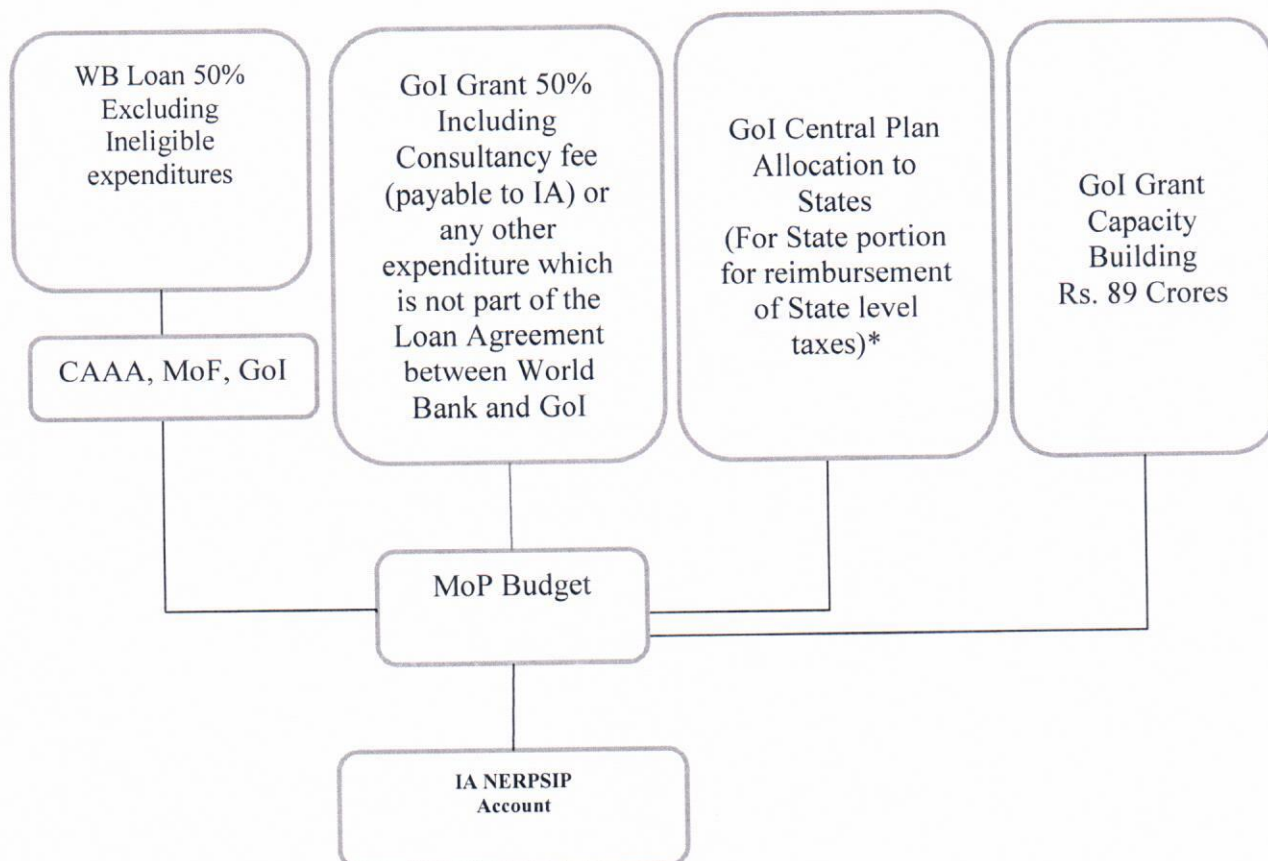 WB Loan 50%
Excluding
Ineligible
expenditures
GoI Grant 50%
Including
Consultancy fee
(payable to IA) or
any other
expenditure which
is not part of the
Loan Agreement
between World
Bank and GoI
GoI Central Plan
Allocation to
States
(For State portion
for reimbursement
of State level
taxes)*
GoI Grant
Capacity
Building
Rs. 89 Crores
CAAA, MoF, GoI
MoP Budget
IA NERPSIP
Account